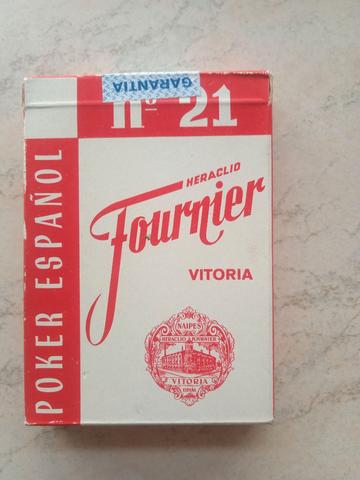 GARANTIA
Nº 21
POKER ESPAÑOL
HERACLIO
Fournier
VITORIA
NAIPES
HERACLIO FOURNIER
VITORIA